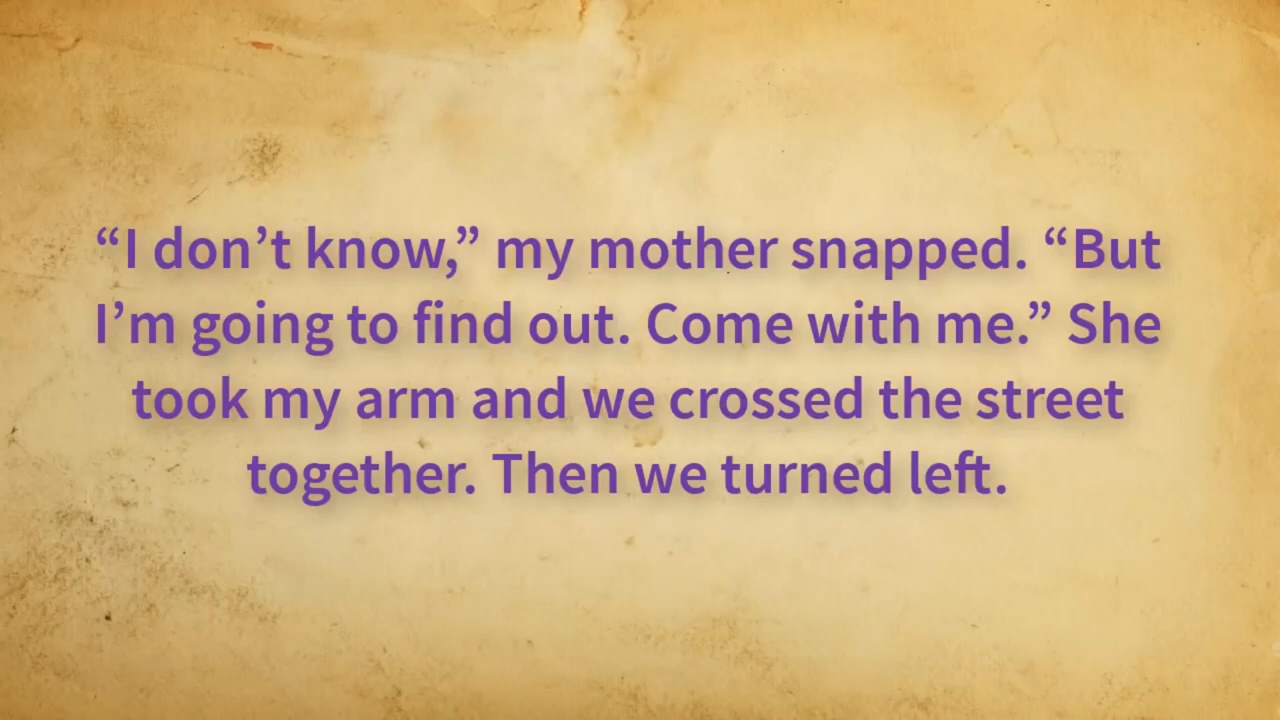 “I don’t know,” my mother snapped. “But
I’m going to find out. Come with me.” She
took my arm and we crossed the street
together. Then we turned left.